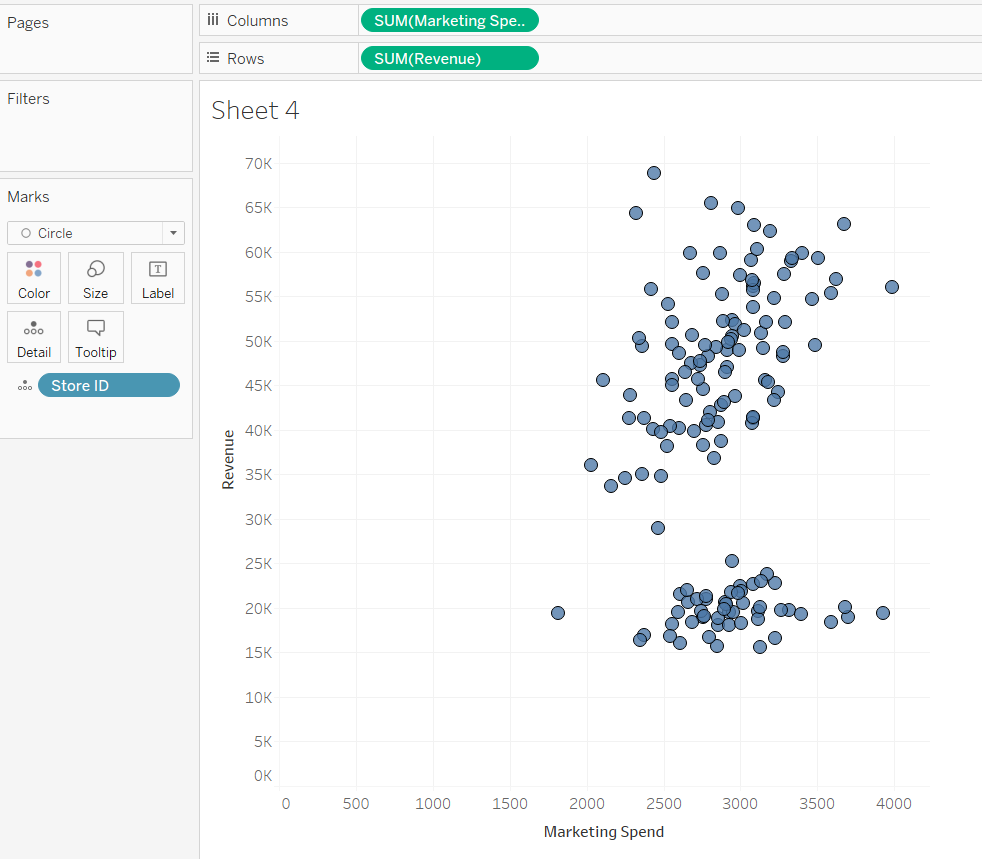 Pages
Columns
SUM(Marketing Spe..
Rows
SUM(Revenue)
Filters
Marks
Circle
Color
Size
Label
Detail
Tooltip
Store ID
Sheet 4
70K
65K
60K
55K
50K
45K
40K
35K
30K
25K
20K
15K
10K
5K
0K
Revenue
0 500 1000 1500 2000 2500 3000 3500 4000
Marketing Spend